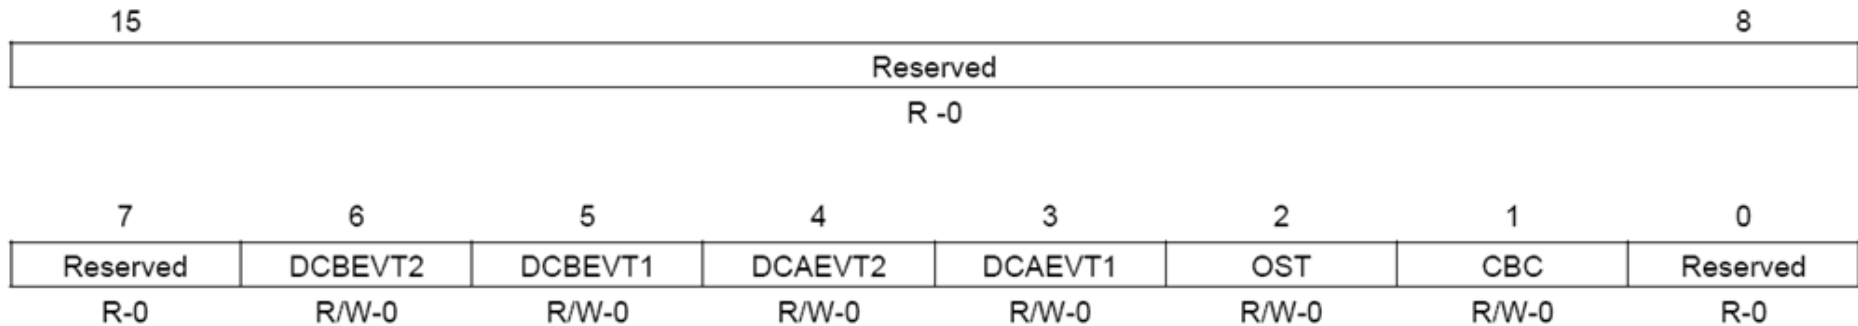 15 8
Reserved
R -0
7 6 5 4 3 2 1 0
Reserved DCBEVT2 DCBEVT1 DCAEVT2 DCAEVT1 OST CBC Reserved
R-0 R/W-0 R/W-0 R/W-0 R/W-0 R/W-0 R/W-0 R-0